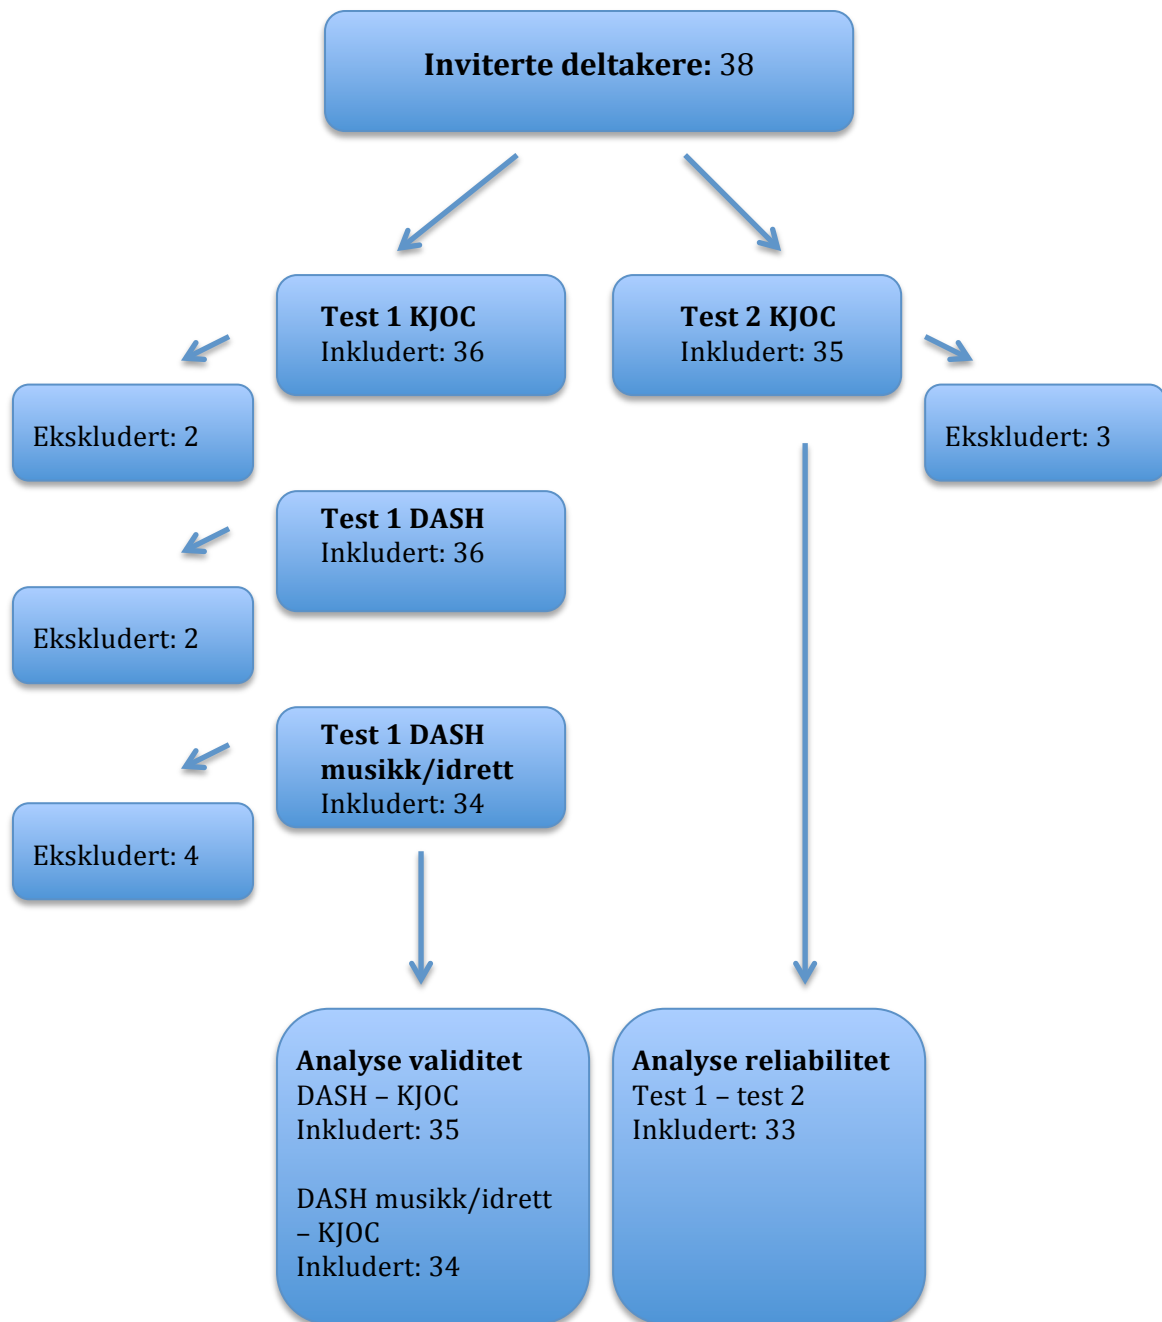 Inviterte deltakere: 38
Test 1 KJOC
Inkludert: 36
Test 2 KJOC
Inkludert: 35
Ekskludert: 2
Ekskludert: 3
Test 1 DASH
Inkludert: 36
Ekskludert: 2
Test 1 DASH
musikk/idrett
Inkludert: 34
Ekskludert: 4
Analyse validitet
DASH – KJOC
Inkludert: 35
DASH musikk/idrett
– KJOC
Inkludert: 34
Analyse reliabilitet
Test 1 – test 2
Inkludert: 33